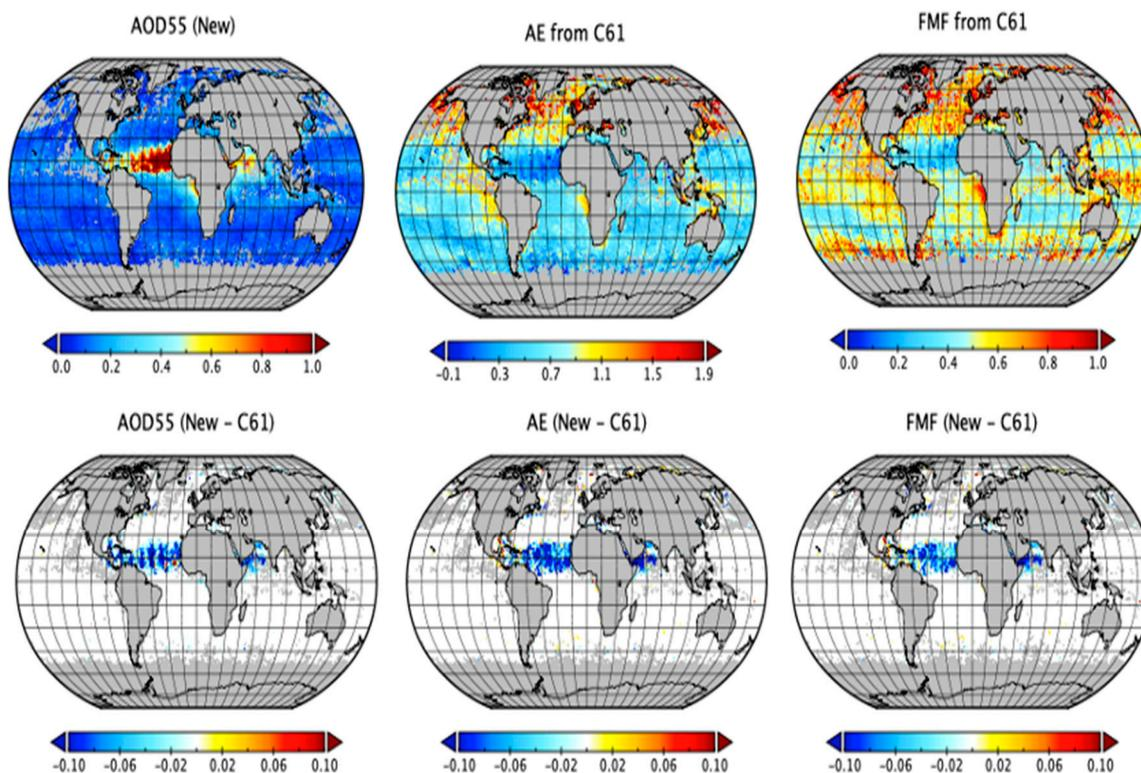 AOD55 (New)
AE from C61
FMF from C61
0.0 0.2 0.4 0.6 0.8 1.0
−0.1 0.3 0.7 1.1 1.5 1.9
0.0 0.2 0.4 0.6 0.8 1.0
AOD55 (New – C61)
AE (New – C61)
FMF (New – C61)
−0.10 −0.06 −0.02 0.02 0.06 0.10
−0.10 −0.06 −0.02 0.02 0.06 0.10
−0.10 −0.06 −0.02 0.02 0.06 0.10